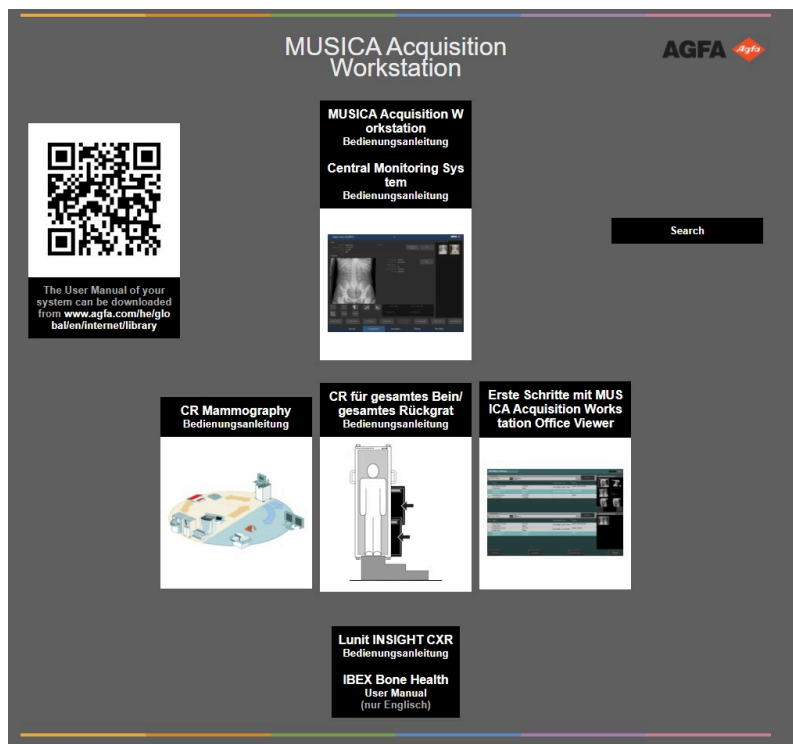 MUSICA Acquisition
Workstation
AGFA
Agfa
MUSICA Acquisition W
orkstation
Bedienungsanleitung
Central Monitoring Sys
tem
Bedienungsanleitung
The User Manual of your
system can be downloaded
from www.agfa.com/he/glo
bal/en/internet/library
Search
CR Mammography
Bedienungsanleitung
CR für gesamtes Bein/
gesamtes Rückgrat
Bedienungsanleitung
Erste Schritte mit MUS
ICA Acquisition Works
tation Office Viewer
Lunit INSIGHT CXR
Bedienungsanleitung
IBEX Bone Health
User Manual
(nur Englisch)